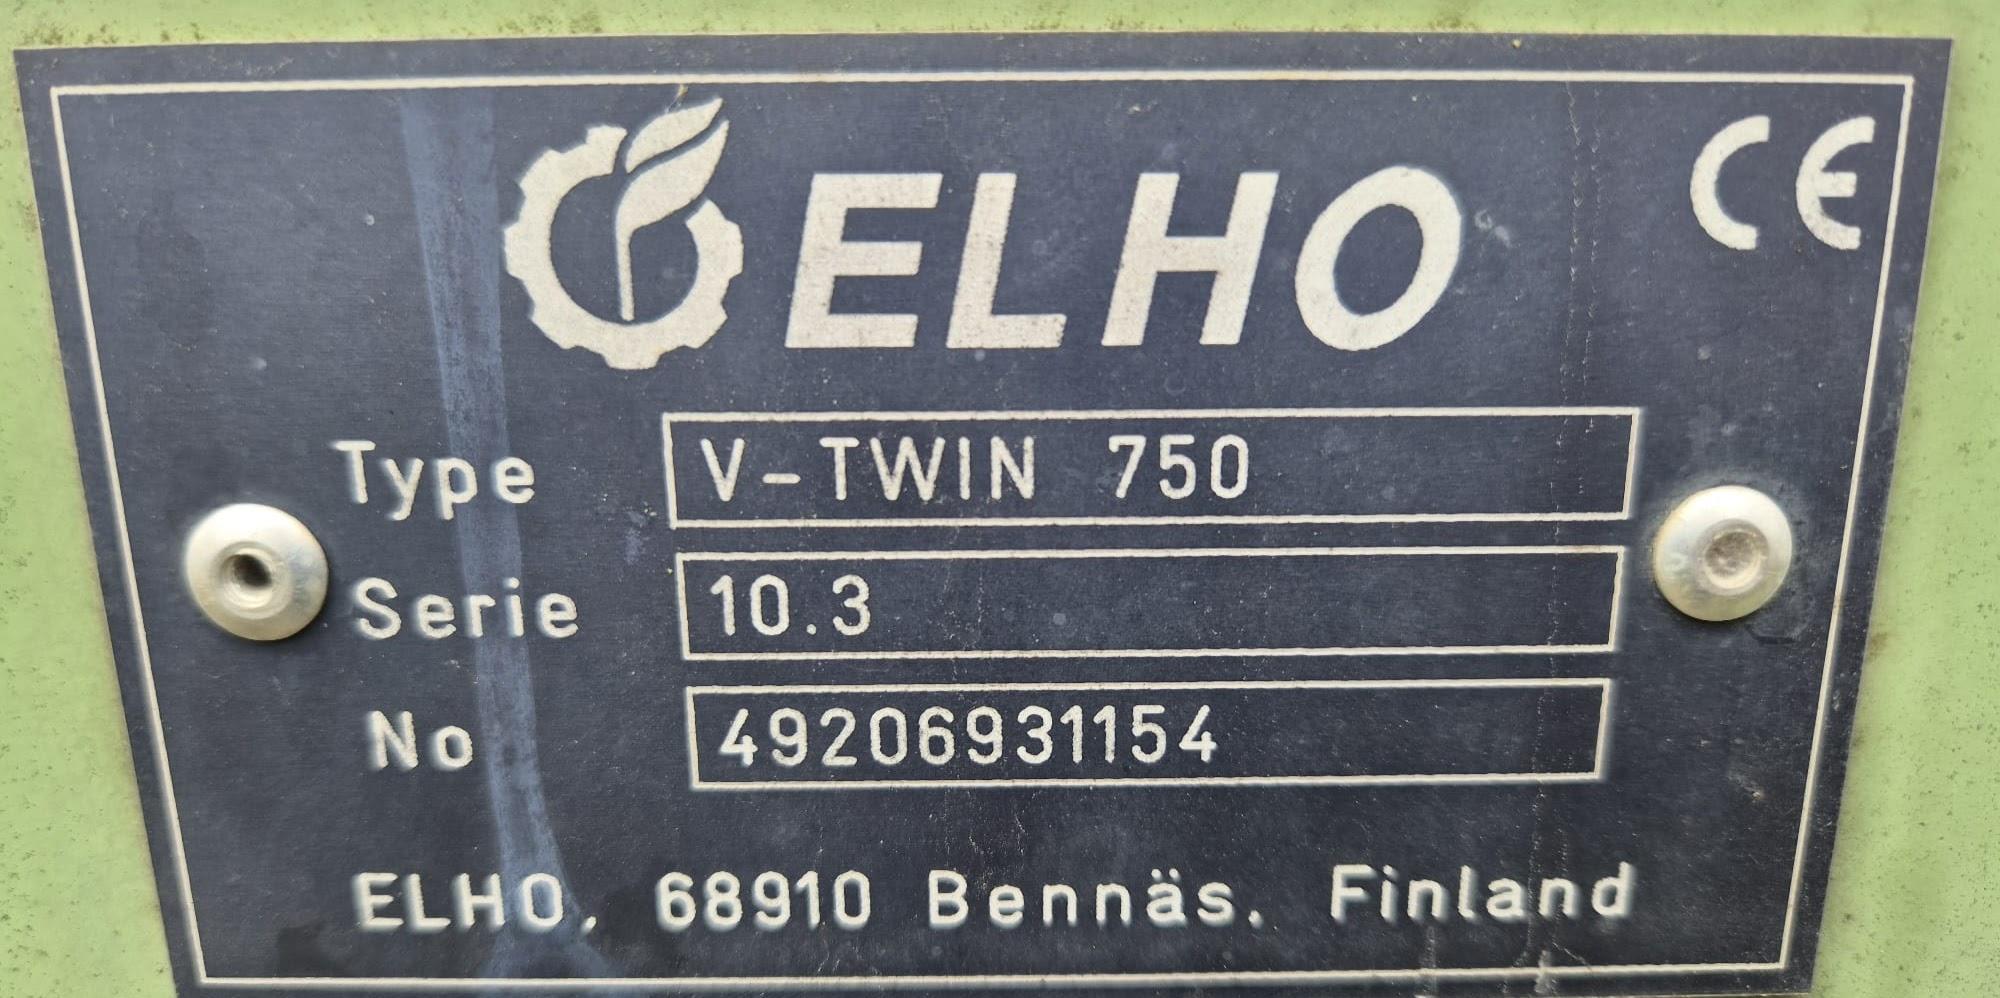 ELHO CE
Type V-TWIN 750
Serie 10.3
No 49206931154
ELHO, 68910 Bennäs, Finland